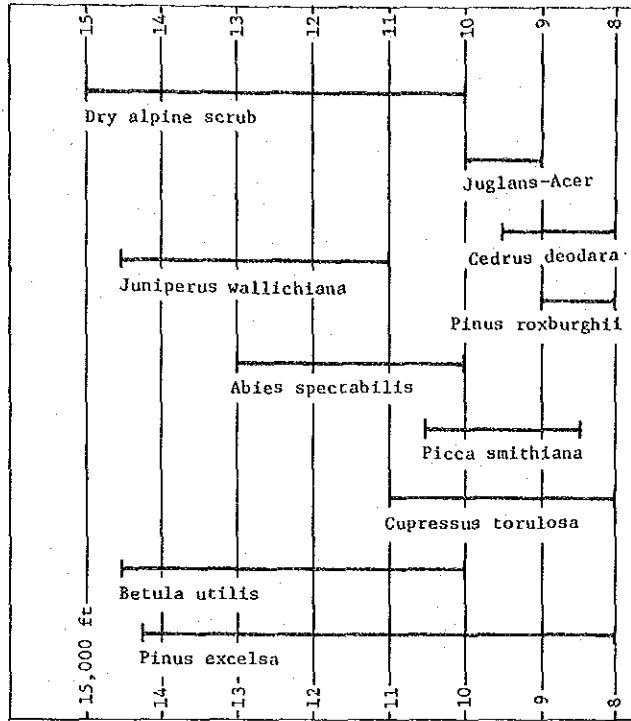 15
14
13
12
11
10
9
8
Dry alpine scrub
Juglans-Acer
Cedrus deodara
Juniperus wallichiana
Pinus roxburghii
Abies spectabilis
Picca smithiana
Cupressus torulosa
Betula utilis
Pinus excelsa
15,000 ft
14
13
12
11
10
9
8